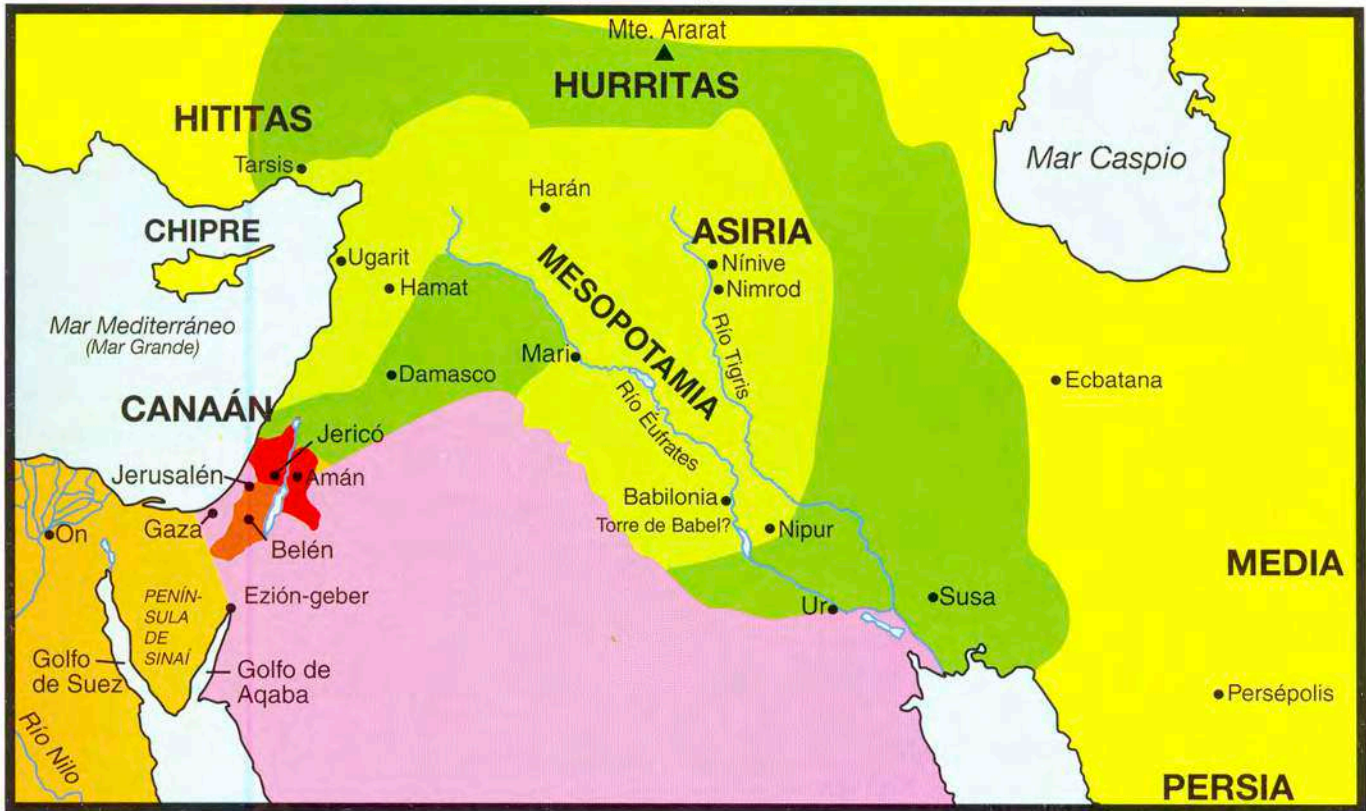 Mte. Ararat
HURRITAS
HITITAS
Tarsis
Mar Caspio
Harán
CHIPRE
ASIRIA
Ugarit
Nínive
Hamat
Nimrod
MESOPOTAMIA
Mar Mediterráneo
(Mar Grande)
Río Tigris
Mari
Damasco
Ecbatana
CANAÁN
Río Éufrates
Jericó
Jerusalén
Amán
Babilonia
Torre de Babel?
Nipur
Gaza
On
Belén
MEDIA
Ezión-geber
Ur
Susa
PENÍN-
SULA
DE
SINAÍ
Golfo
de Suez
Golfo de
Aqaba
Persépolis
Río Nilo
PERSIA